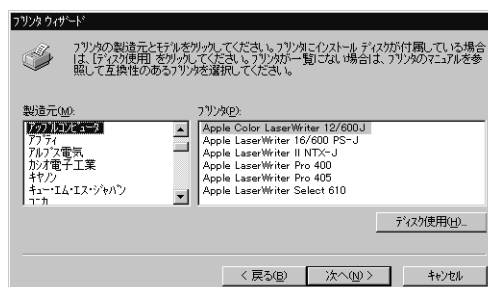 プリンタ ウィザード
プリンタの製造元とモデルをクリックしてください。プリンタにインストール ディスクが付属している場合
は、[ディスク使用] をクリックしてください。プリンタが一覧にない場合は、プリンタのマニュアルを参
照して互換性のあるプリンタを選択してください。
製造元(M):
プリンタ(P):
アップルコンピュータ
アプティ
アルプス電気
カシオ電子工業
キヤノン
キュー・エム・エス・ジャパン
コニカ
Apple Color LaserWriter 12/600J
Apple LaserWriter 16/600 PS-J
Apple LaserWriter II NTX-J
Apple LaserWriter Pro 400
Apple LaserWriter Pro 405
Apple LaserWriter Select 610
ディスク使用(H)...
< 戻る(B)
次へ(N) >
キャンセル